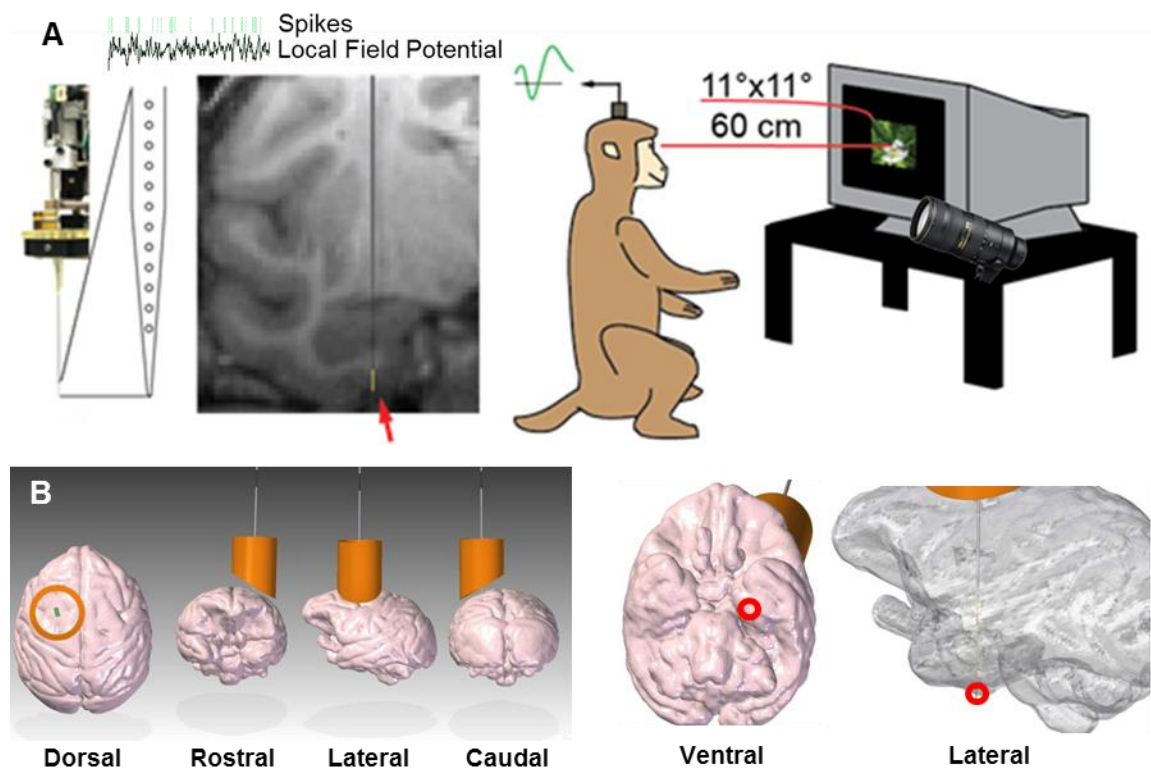 A
Spikes
Local Field Potential
11°x11°
60 cm
B
Dorsal
Rostral
Lateral
Caudal
Ventral
Lateral